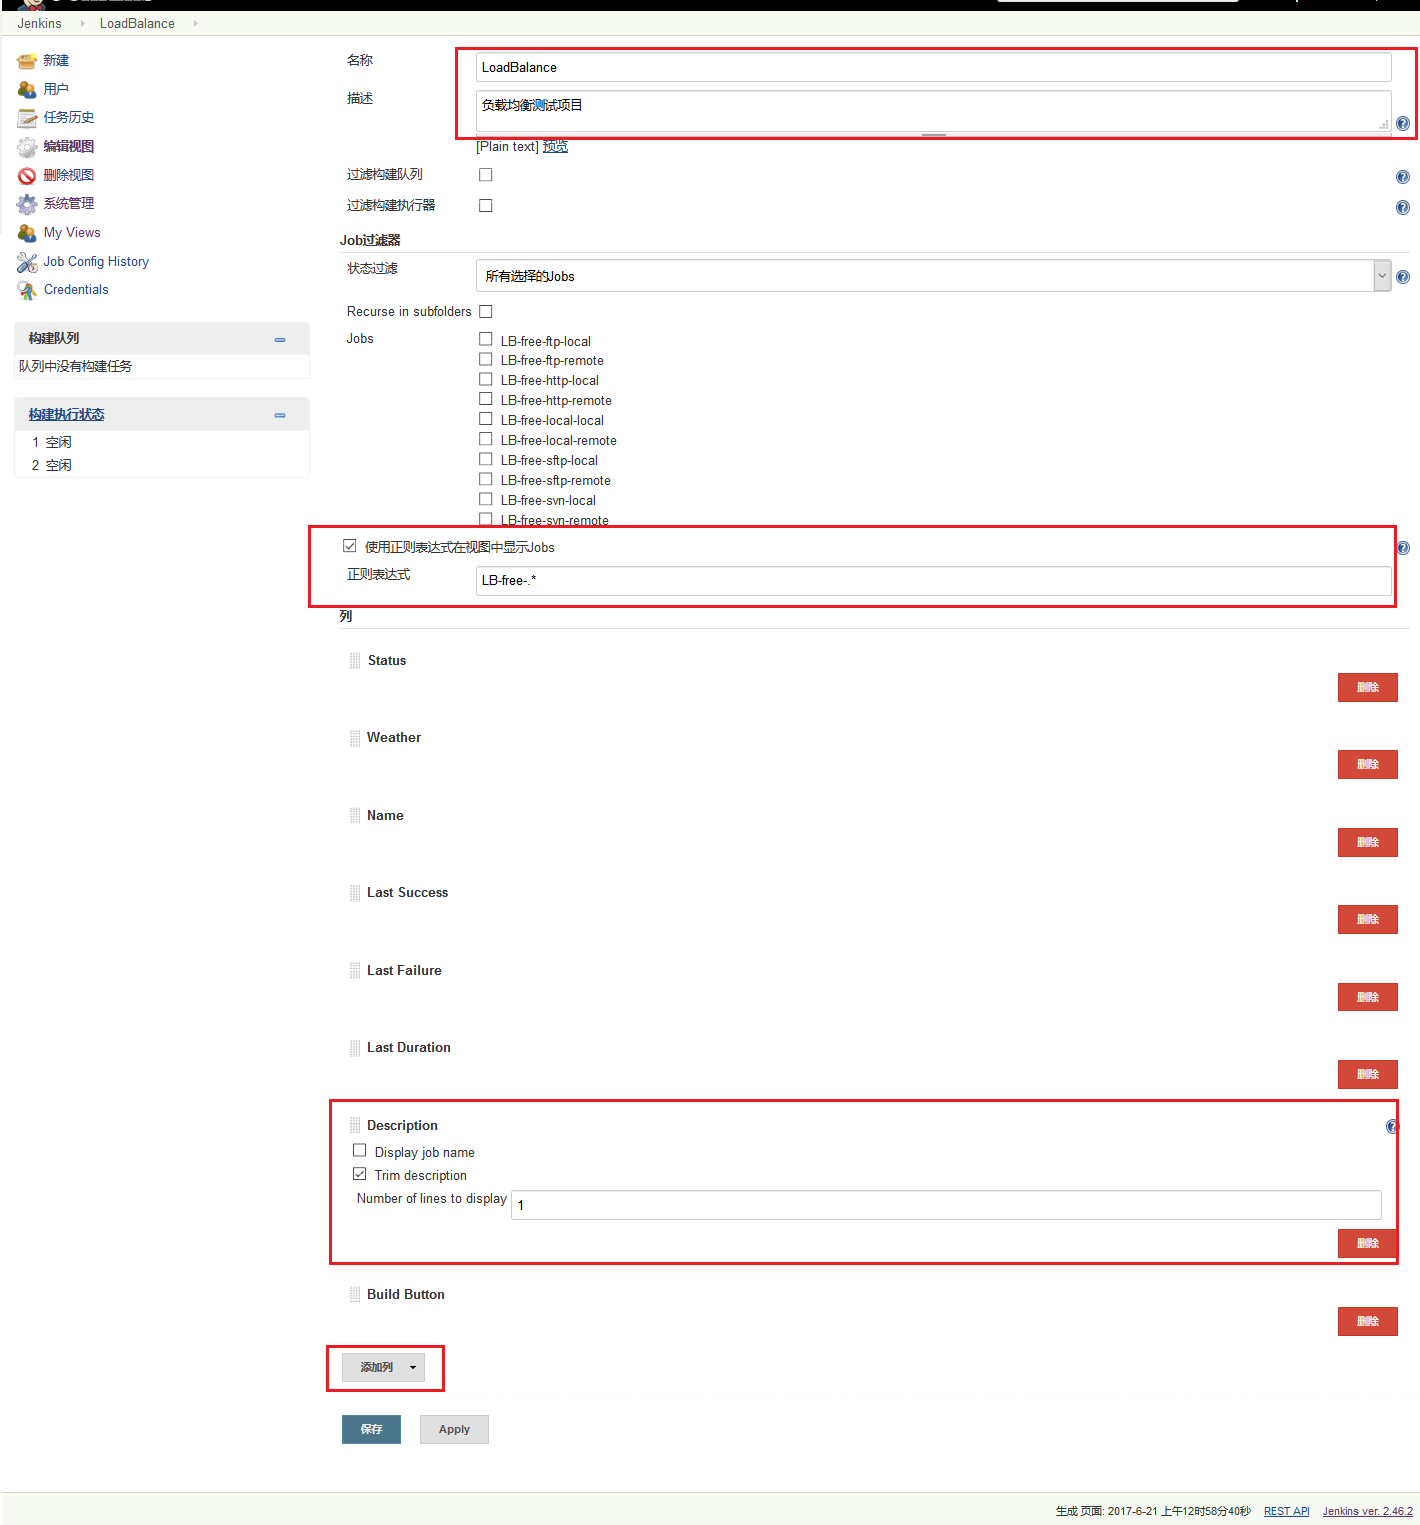 Jenkins LoadBalance
新建
用户
任务历史
编辑视图
删除视图
系统管理
My Views
Job Config History
Credentials
构建队列
队列中没有构建任务
构建执行状态
1 空闲
2 空闲
名称 LoadBalance
描述 负载均衡测试项目
[Plain text] 预览
过滤构建队列
过滤构建执行器
Job过滤器
状态过滤 所有选择的Jobs
Recurse in subfolders
Jobs
LB-free-ftp-local
LB-free-ftp-remote
LB-free-http-local
LB-free-http-remote
LB-free-local-local
LB-free-local-remote
LB-free-sftp-local
LB-free-sftp-remote
LB-free-svn-local
LB-free-svn-remote
使用正则表达式在视图中显示Jobs
正则表达式 LB-free-.*
列
Status
删除
Weather
删除
Name
删除
Last Success
删除
Last Failure
删除
Last Duration
删除
Description
Display job name
Trim description
Number of lines to display 1
删除
Build Button
删除
添加列
保存 Apply
生成 页面: 2017-6-21 上午12时58分40秒 REST API Jenkins ver. 2.46.2